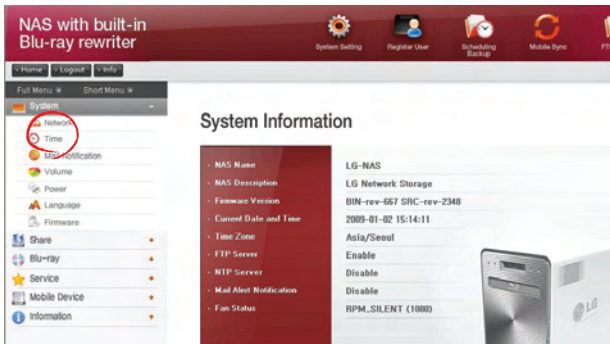 NAS with built-in
Blu-ray rewriter
System Setting
Register User
Scheduling
Backup
Mobile Sync
FT
Home
Logout
Info
Full Menu
Short Menu
System
Network
Time
Mail Notification
Volume
Power
Language
Firmware
Share
Blu-ray
Service
Mobile Device
Information
System Information
NAS Name LG-NAS
NAS Description LG Network Storage
Firmware Version BIN-rev-667 SRC-rev-2348
Current Date and Time 2009-01-02 15:14:11
Time Zone Asia/Seoul
FTP Server Enable
NTP Server Disable
Mail Alert Notification Disable
Fan Status RPM_SILENT (1080)
LG